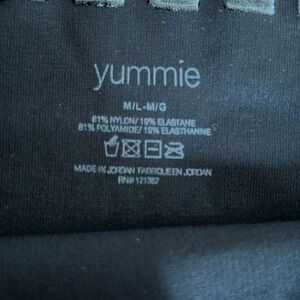 yummie
M/L-M/G
81% NYLON/ 19% ELASTANE
81% POLYAMIDE/ 19% ELASTHANNE
MADE IN JORDAN FABRIQUE EN JORDAN
RN# 121362